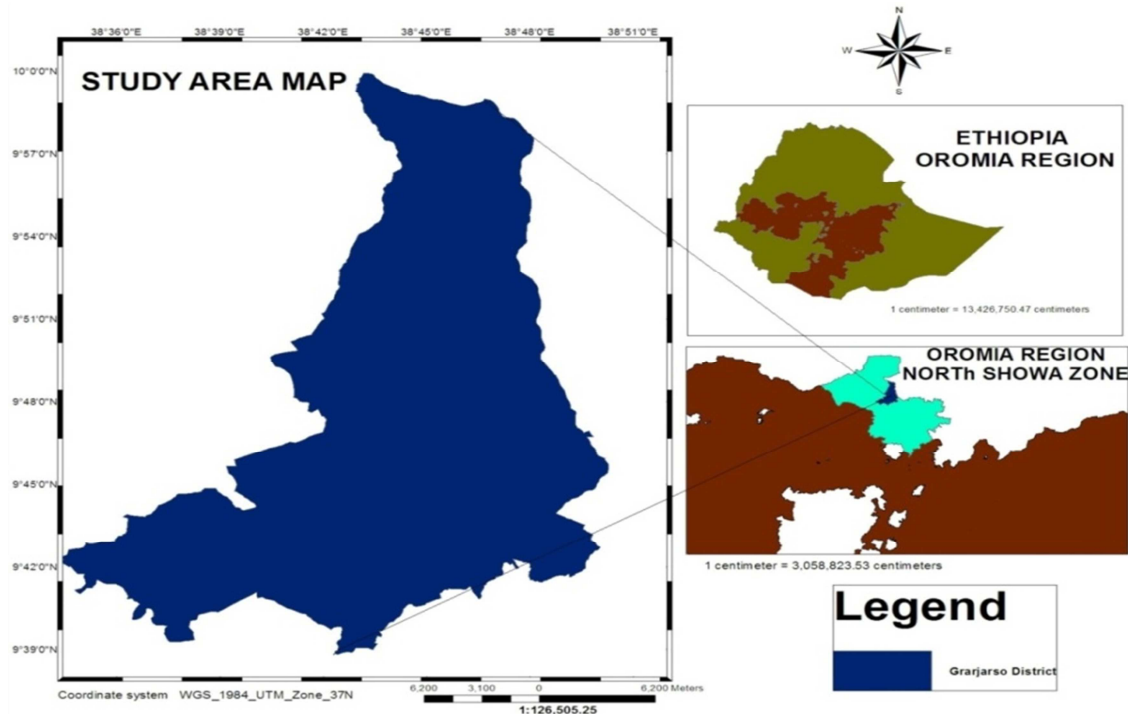 38°36'0"E 38°39'0"E 38°42'0"E 38°45'0"E 38°48'0"E 38°51'0"E
STUDY AREA MAP
10°0'0"N
9°57'0"N
9°54'0"N
9°51'0"N
9°48'0"N
9°45'0"N
9°42'0"N
9°39'0"N
Coordinate system WGS_1984_UTM_Zone_37N
6,200 3,100 0 6,200 Meters
1:126,505.25
N
W E
S
ETHIOPIA
OROMIA REGION
1 centimeter = 13,426,750.47 centimeters
OROMIA REGION
NORTh SHOWA ZONE
1 centimeter = 3,058,823.53 centimeters
Legend
Grarjarso District